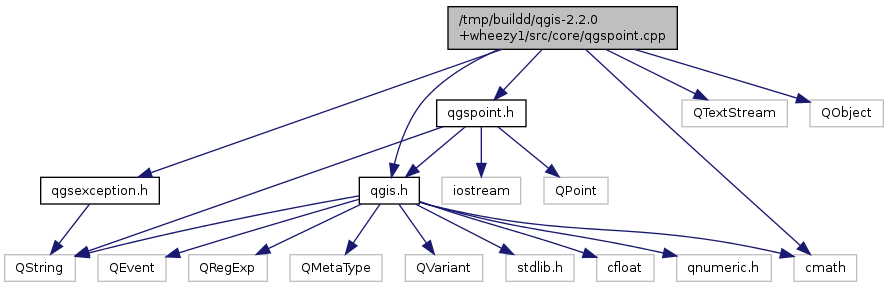 /tmp/buildd/qgis-2.2.0
+wheezy1/src/core/qgspoint.cpp
qgspoint.h
QTextStream
QObject
qgsexception.h
qgis.h
iostream
QPoint
QString
QEvent
QRegExp
QMetaType
QVariant
stdlib.h
cfloat
qnumeric.h
cmath